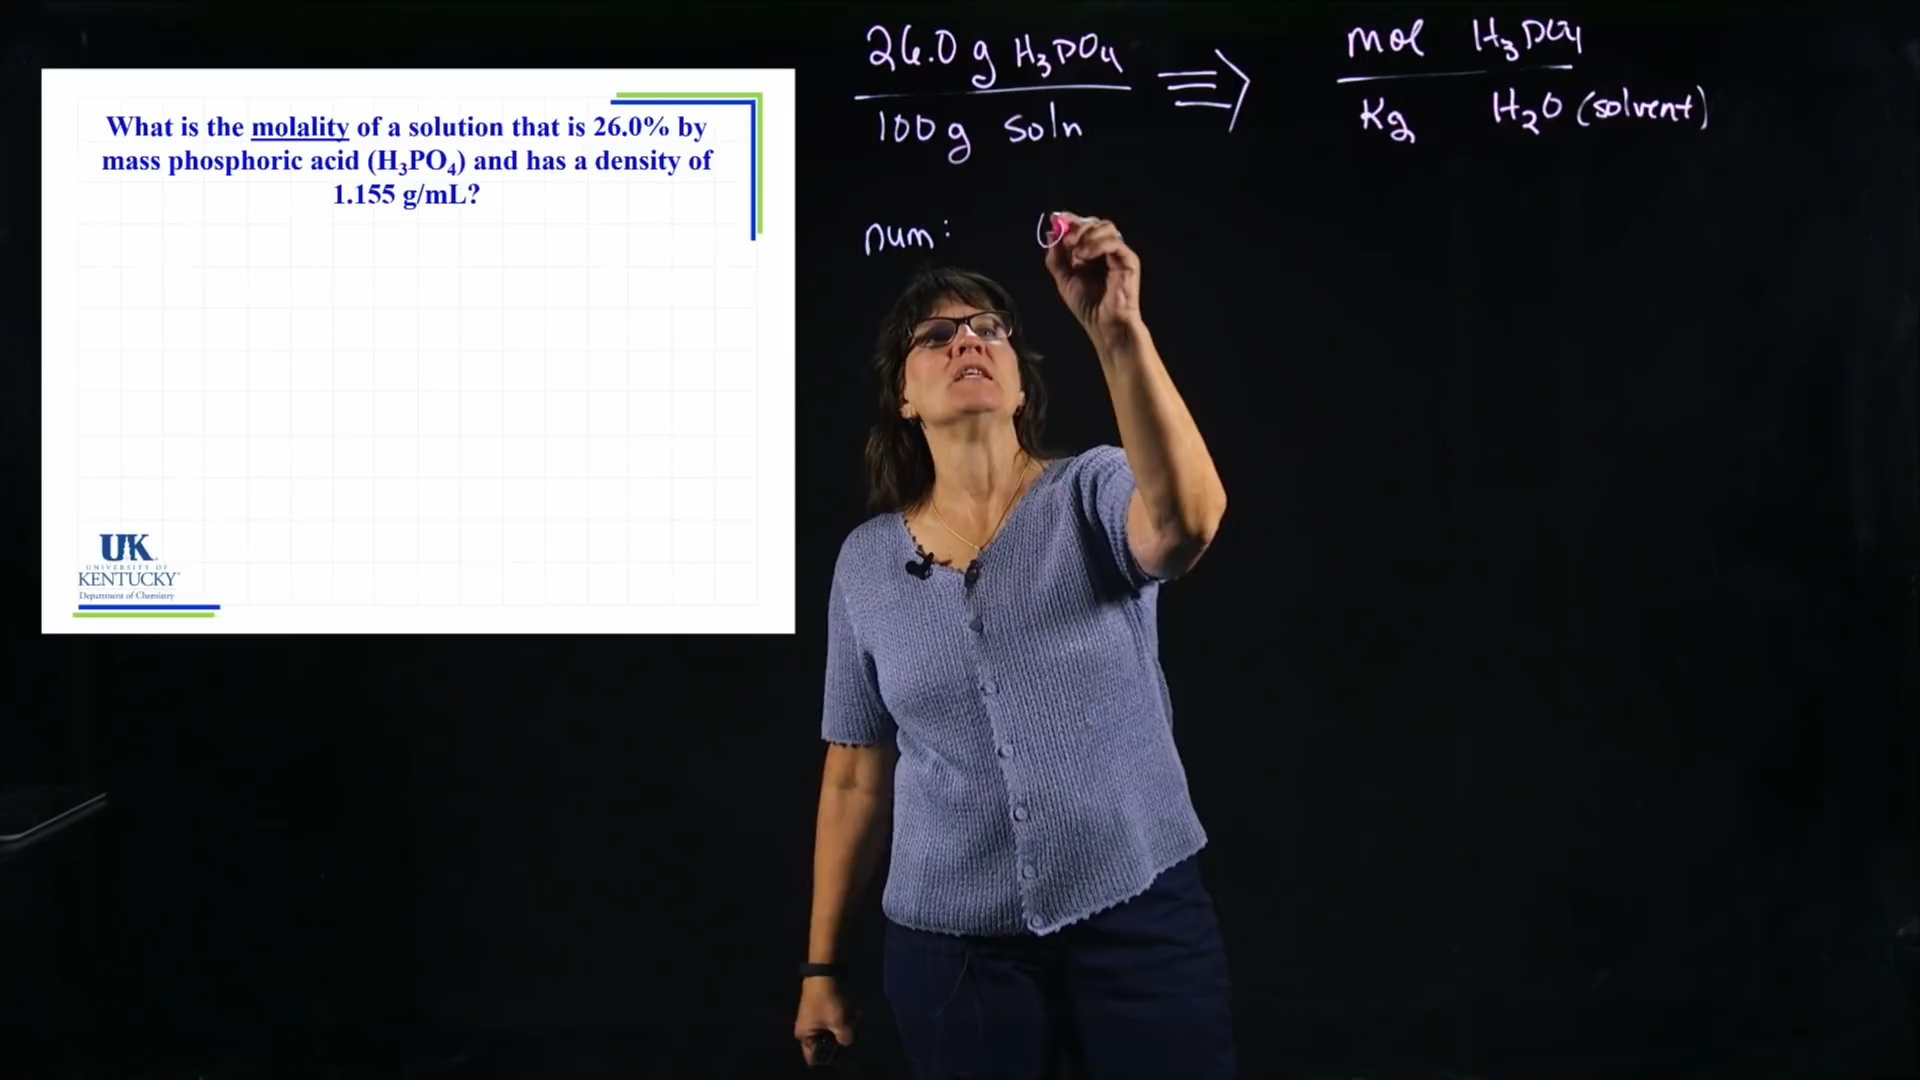 What is the molality of a solution that is 26.0% by
mass phosphoric acid (H₃PO₄) and has a density of
1.155 g/mL?
UK
UNIVERSITY OF
KENTUCKY
Department of Chemistry
26.0 g H₃PO₄
100 g soln
mol H₃PO₄
Kg H₂O (solvent)
num: